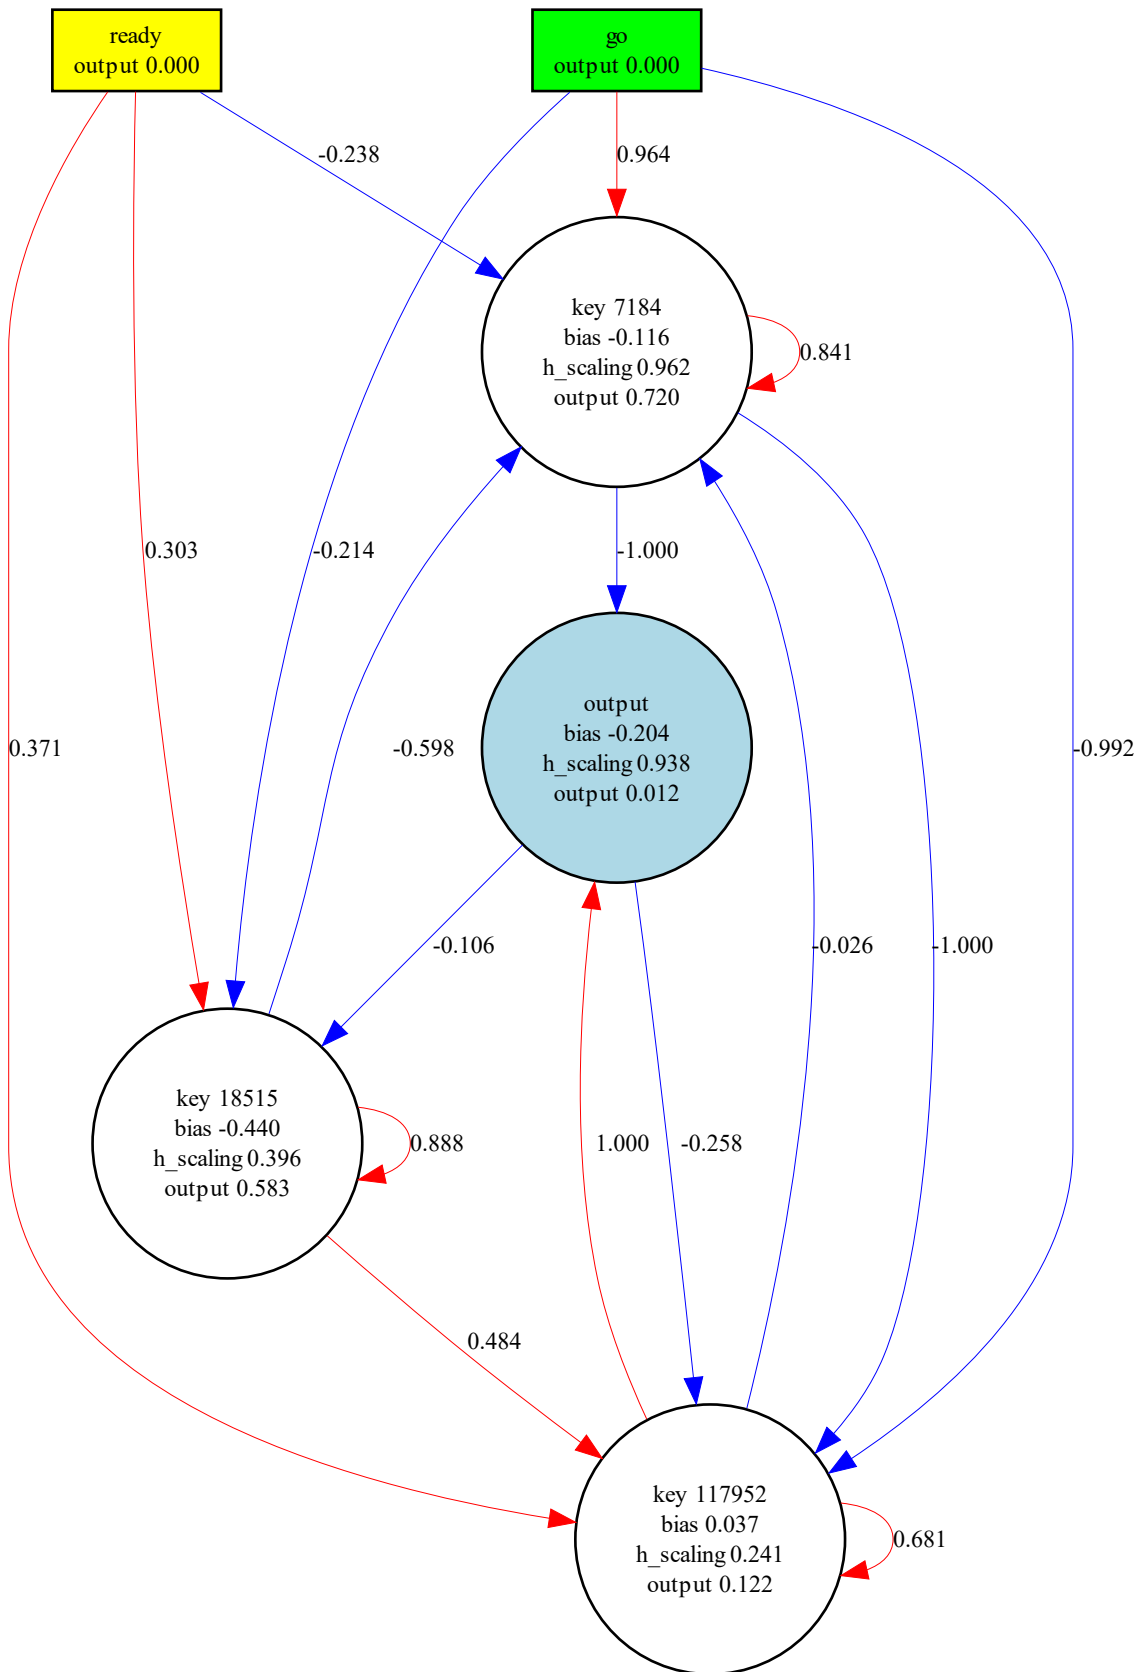 ready
output 0.000
go
output 0.000
-0.238
0.964
key 7184
bias -0.116
h_scaling 0.962
output 0.720
0.841
0.303
-0.214
-1.000
output
bias -0.204
h_scaling 0.938
output 0.012
0.371
-0.598
-0.992
-0.106
-0.026
-1.000
key 18515
bias -0.440
h_scaling 0.396
output 0.583
0.888
1.000
-0.258
0.484
key 117952
bias 0.037
h_scaling 0.241
output 0.122
0.681